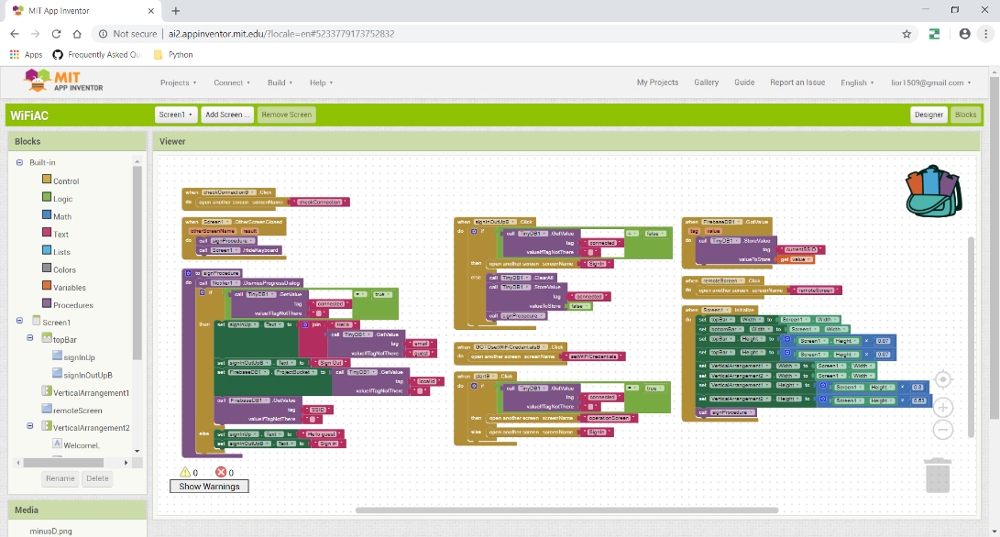 MIT App Inventor
Not secure | ai2.appinventor.mit.edu/?locale=en#5233779173752832
Apps Frequently Asked Qu Python
MIT APP INVENTOR
Projects Connect Build Help My Projects Gallery Guide Report an Issue English lior1509@gmail.com
WiFiAC Screen1 Add Screen ... Remove Screen Designer Blocks
Blocks
Built-in
Control
Logic
Math
Text
Lists
Colors
Variables
Procedures
Screen1
topBar
signInUp
signInOutUpB
VerticalArrangement1
remoteScreen
VerticalArrangement2
WelcomeL
Rename Delete
Media
minusD.png
Viewer
when checkConnectionB .Click
do open another screen screenName checkConnection
when Screen1 .OtherScreenClosed
otherScreenName result
do call signProcedure
call Screen1 .HideKeyboard
to signProcedure
do call Notifier1 .DismissProgressDialog
if call TinyDB1 .GetValue = true
tag connected
valueIfTagNotThere
then set signInUp . Text to join Hello
call TinyDB1 .GetValue
tag email
valueIfTagNotThere guest
set signInOutUpB . Text to Sign Out
set FirebaseDB1 . ProjectBucket to call TinyDB1 .GetValue
tag localId
valueIfTagNotThere
call FirebaseDB1 .GetValue
tag SSID
valueIfTagNotThere
else set signInUp . Text to Hello guest
set signInOutUpB . Text to Sign in
0 0
Show Warnings
when signInOutUpB .Click
do if call TinyDB1 .GetValue = false
tag connected
valueIfTagNotThere
then open another screen screenName SignIn
else call TinyDB1 .ClearAll
call TinyDB1 .StoreValue
tag connected
valueToStore false
call signProcedure
when GOTOsetWiFiCredentialsB .Click
do open another screen screenName setWiFiCredentials
when startB .Click
do if call TinyDB1 .GetValue = true
tag connected
valueIfTagNotThere
then open another screen screenName operationScreen
else open another screen screenName SignIn
when FirebaseDB1 .GotValue
tag value
do call TinyDB1 .StoreValue
tag currentSSID
valueToStore get value
when remoteScreen .Click
do open another screen screenName remoteScreen
when Screen1 .Initialize
do set topBar . Width to Screen1 . Width
set bottomBar . Width to Screen1 . Width
set topBar . Height to Screen1 . Height × 0.07
set topBar . Height to Screen1 . Height × 0.07
set VerticalArrangement1 . Width to Screen1 . Width
set VerticalArrangement2 . Width to Screen1 . Width
set VerticalArrangement1 . Height to Screen1 . Height × 0.3
set VerticalArrangement2 . Height to Screen1 . Height × 0.53
call signProcedure